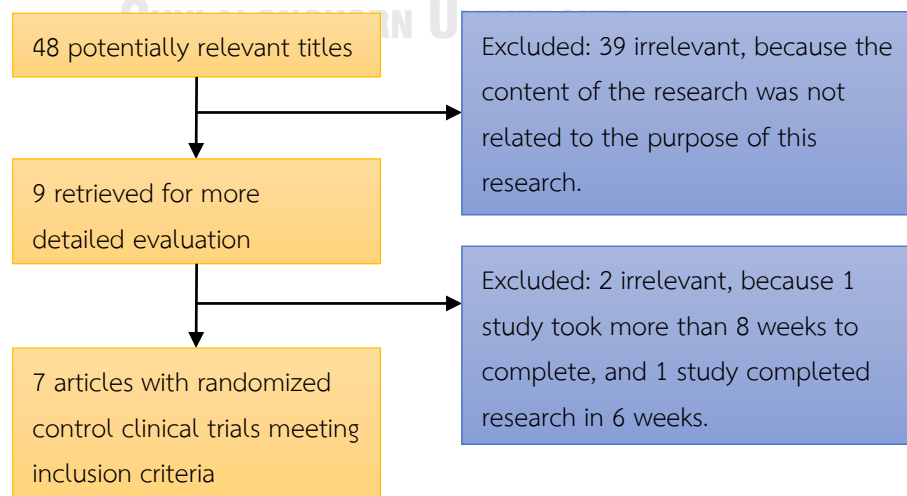 48 potentially relevant titles
Excluded: 39 irrelevant, because the
content of the research was not
related to the purpose of this
research.
9 retrieved for more
detailed evaluation
Excluded: 2 irrelevant, because 1
study took more than 8 weeks to
complete, and 1 study completed
research in 6 weeks.
7 articles with randomized
control clinical trials meeting
inclusion criteria